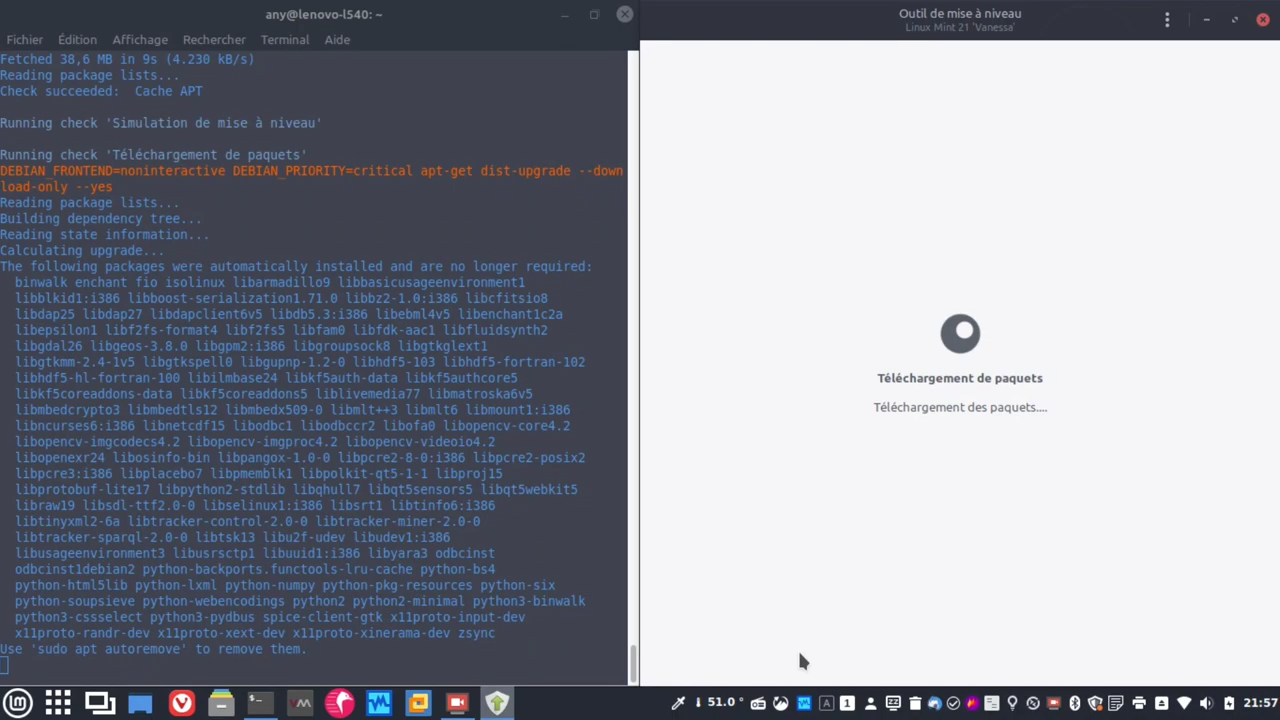 any@lenovo-l540: ~
Fichier Édition Affichage Rechercher Terminal Aide
Fetched 38,6 MB in 9s (4.230 kB/s)
Reading package lists...
Check succeeded:  Cache APT
Running check 'Simulation de mise à niveau'
Running check 'Téléchargement de paquets'
DEBIAN_FRONTEND=noninteractive DEBIAN_PRIORITY=critical apt-get dist-upgrade --down
load-only --yes
Reading package lists...
Building dependency tree...
Reading state information...
Calculating upgrade...
The following packages were automatically installed and are no longer required:
binwalk enchant fio isolinux libarmadillo9 libbasicusageenvironment1
libblkid1:i386 libboost-serialization1.71.0 libbz2-1.0:i386 libcfitsio8
libdap25 libdap27 libdapclient6v5 libdb5.3:i386 libebml4v5 libenchant1c2a
libepsilon1 libf2fs-format4 libf2fs5 libfam0 libfdk-aac1 libfluidsynth2
libgdal26 libgeos-3.8.0 libgpm2:i386 libgroupsock8 libgtkglext1
libgtkmm-2.4-1v5 libgtkspell0 libgupnp-1.2-0 libhdf5-103 libhdf5-fortran-102
libhdf5-hl-fortran-100 libilmbase24 libkf5auth-data libkf5authcore5
libkf5coreaddons-data libkf5coreaddons5 liblivemedia77 libmatroska6v5
libmbedcrypto3 libmbedtls12 libmbedx509-0 libmlt++3 libmlt6 libmount1:i386
libncurses6:i386 libnetcdf15 libodbc1 libodbccr2 libofa0 libopencv-core4.2
libopencv-imgcodecs4.2 libopencv-imgproc4.2 libopencv-videoio4.2
libopenexr24 libosinfo-bin libpangox-1.0-0 libpcre2-8-0:i386 libpcre2-posix2
libpcre3:i386 libplacebo7 libpmemblk1 libpolkit-qt5-1-1 libproj15
libprotobuf-lite17 libpython2-stdlib libqhull7 libqt5sensors5 libqt5webkit5
libraw19 libsdl-ttf2.0-0 libselinux1:i386 libsrt1 libtinfo6:i386
libtinyxml2-6a libtracker-control-2.0-0 libtracker-miner-2.0-0
libtracker-sparql-2.0-0 libtsk13 libu2f-udev libudev1:i386
libusageenvironment3 libusrsctp1 libuuid1:i386 libyara3 odbcinst
odbcinst1debian2 python-backports.functools-lru-cache python-bs4
python-html5lib python-lxml python-numpy python-pkg-resources python-six
python-soupsieve python-webencodings python2 python2-minimal python3-binwalk
python3-cssselect python3-pydbus spice-client-gtk x11proto-input-dev
x11proto-randr-dev x11proto-xext-dev x11proto-xinerama-dev zsync
Use 'sudo apt autoremove' to remove them.
Outil de mise à niveau
Linux Mint 21 'Vanessa'
Téléchargement de paquets
Téléchargement des paquets....
51.0 °
A
1
21:57